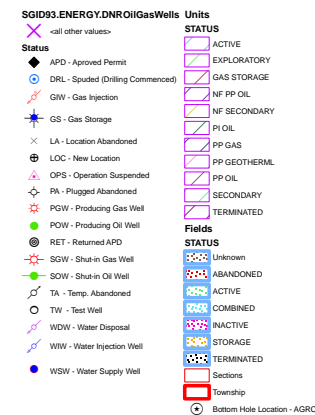 SGID93.ENERGY.DNROilGasWells
<all other values>
Status
APD - Aproved Permit
DRL - Spuded (Drilling Commenced)
GIW - Gas Injection
GS - Gas Storage
LA - Location Abandoned
LOC - New Location
OPS - Operation Suspended
PA - Plugged Abandoned
PGW - Producing Gas Well
POW - Producing Oil Well
RET - Returned APD
SGW - Shut-in Gas Well
SOW - Shut-in Oil Well
TA - Temp. Abandoned
TW - Test Well
WDW - Water Disposal
WIW - Water Injection Well
WSW - Water Supply Well
Units
STATUS
ACTIVE
EXPLORATORY
GAS STORAGE
NF PP OIL
NF SECONDARY
PI OIL
PP GAS
PP GEOTHERML
PP OIL
SECONDARY
TERMINATED
Fields
STATUS
Unknown
ABANDONED
ACTIVE
COMBINED
INACTIVE
STORAGE
TERMINATED
Sections
Township
Bottom Hole Location - AGRC